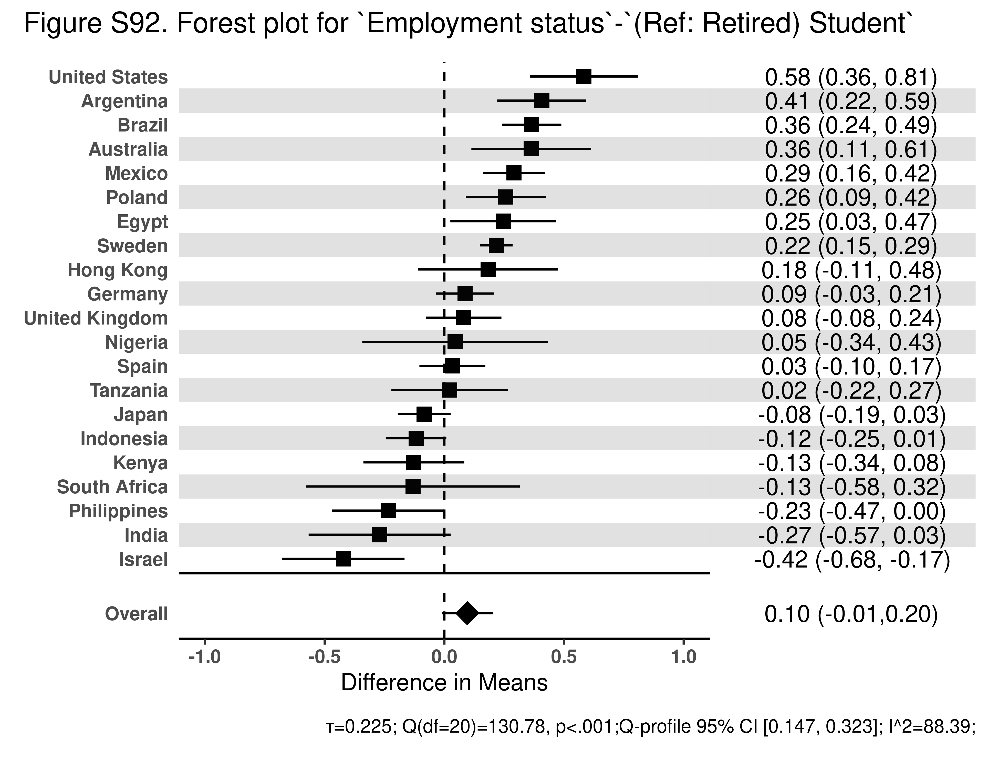 Figure S92. Forest plot for `Employment status`-`(Ref: Retired) Student`
United States 0.58 (0.36, 0.81)
Argentina 0.41 (0.22, 0.59)
Brazil 0.36 (0.24, 0.49)
Australia 0.36 (0.11, 0.61)
Mexico 0.29 (0.16, 0.42)
Poland 0.26 (0.09, 0.42)
Egypt 0.25 (0.03, 0.47)
Sweden 0.22 (0.15, 0.29)
Hong Kong 0.18 (-0.11, 0.48)
Germany 0.09 (-0.03, 0.21)
United Kingdom 0.08 (-0.08, 0.24)
Nigeria 0.05 (-0.34, 0.43)
Spain 0.03 (-0.10, 0.17)
Tanzania 0.02 (-0.22, 0.27)
Japan -0.08 (-0.19, 0.03)
Indonesia -0.12 (-0.25, 0.01)
Kenya -0.13 (-0.34, 0.08)
South Africa -0.13 (-0.58, 0.32)
Philippines -0.23 (-0.47, 0.00)
India -0.27 (-0.57, 0.03)
Israel -0.42 (-0.68, -0.17)
Overall 0.10 (-0.01,0.20)
-1.0 -0.5 0.0 0.5 1.0
Difference in Means
τ=0.225; Q(df=20)=130.78, p<.001;Q-profile 95% CI [0.147, 0.323]; I^2=88.39;